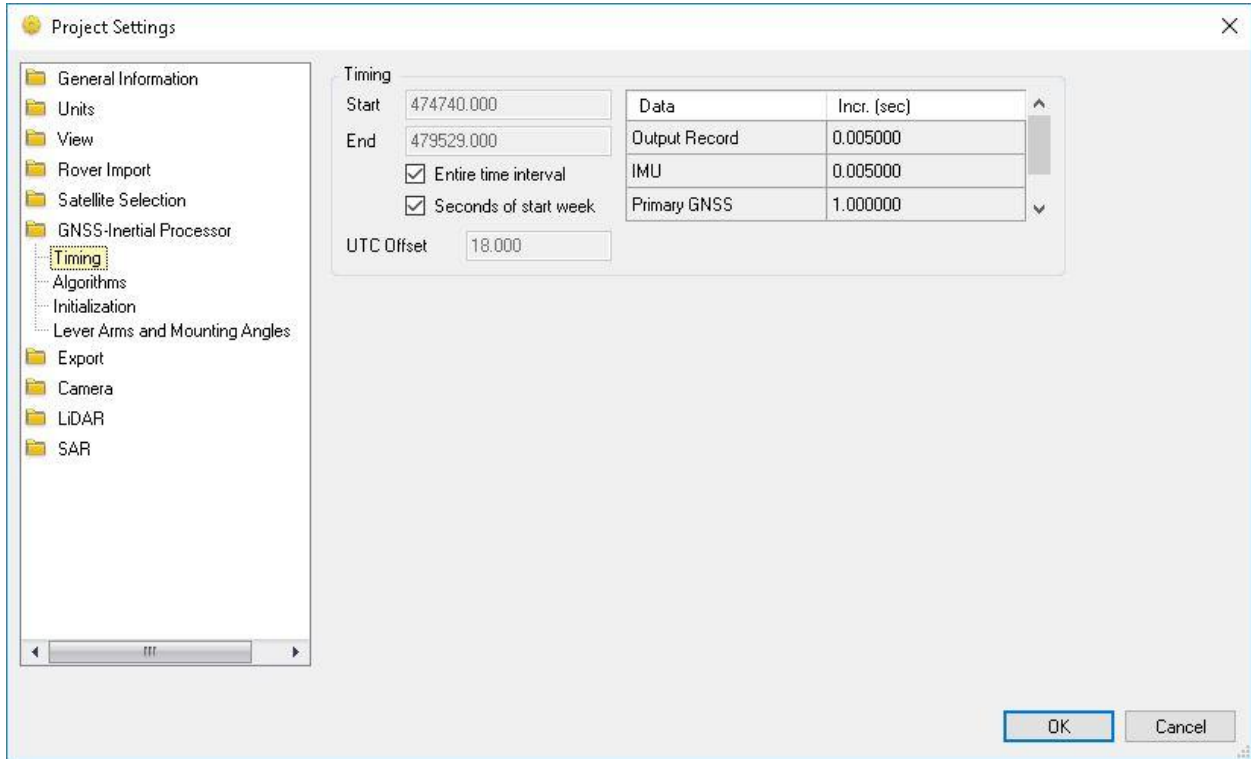 Project Settings
General Information
Units
View
Rover Import
Satellite Selection
GNSS-Inertial Processor
Timing
Algorithms
Initialization
Lever Arms and Mounting Angles
Export
Camera
LiDAR
SAR
Timing
Start 474740.000
End 479529.000
Entire time interval
Seconds of start week
UTC Offset 18.000
Data Incr. (sec)
Output Record 0.005000
IMU 0.005000
Primary GNSS 1.000000
OK Cancel